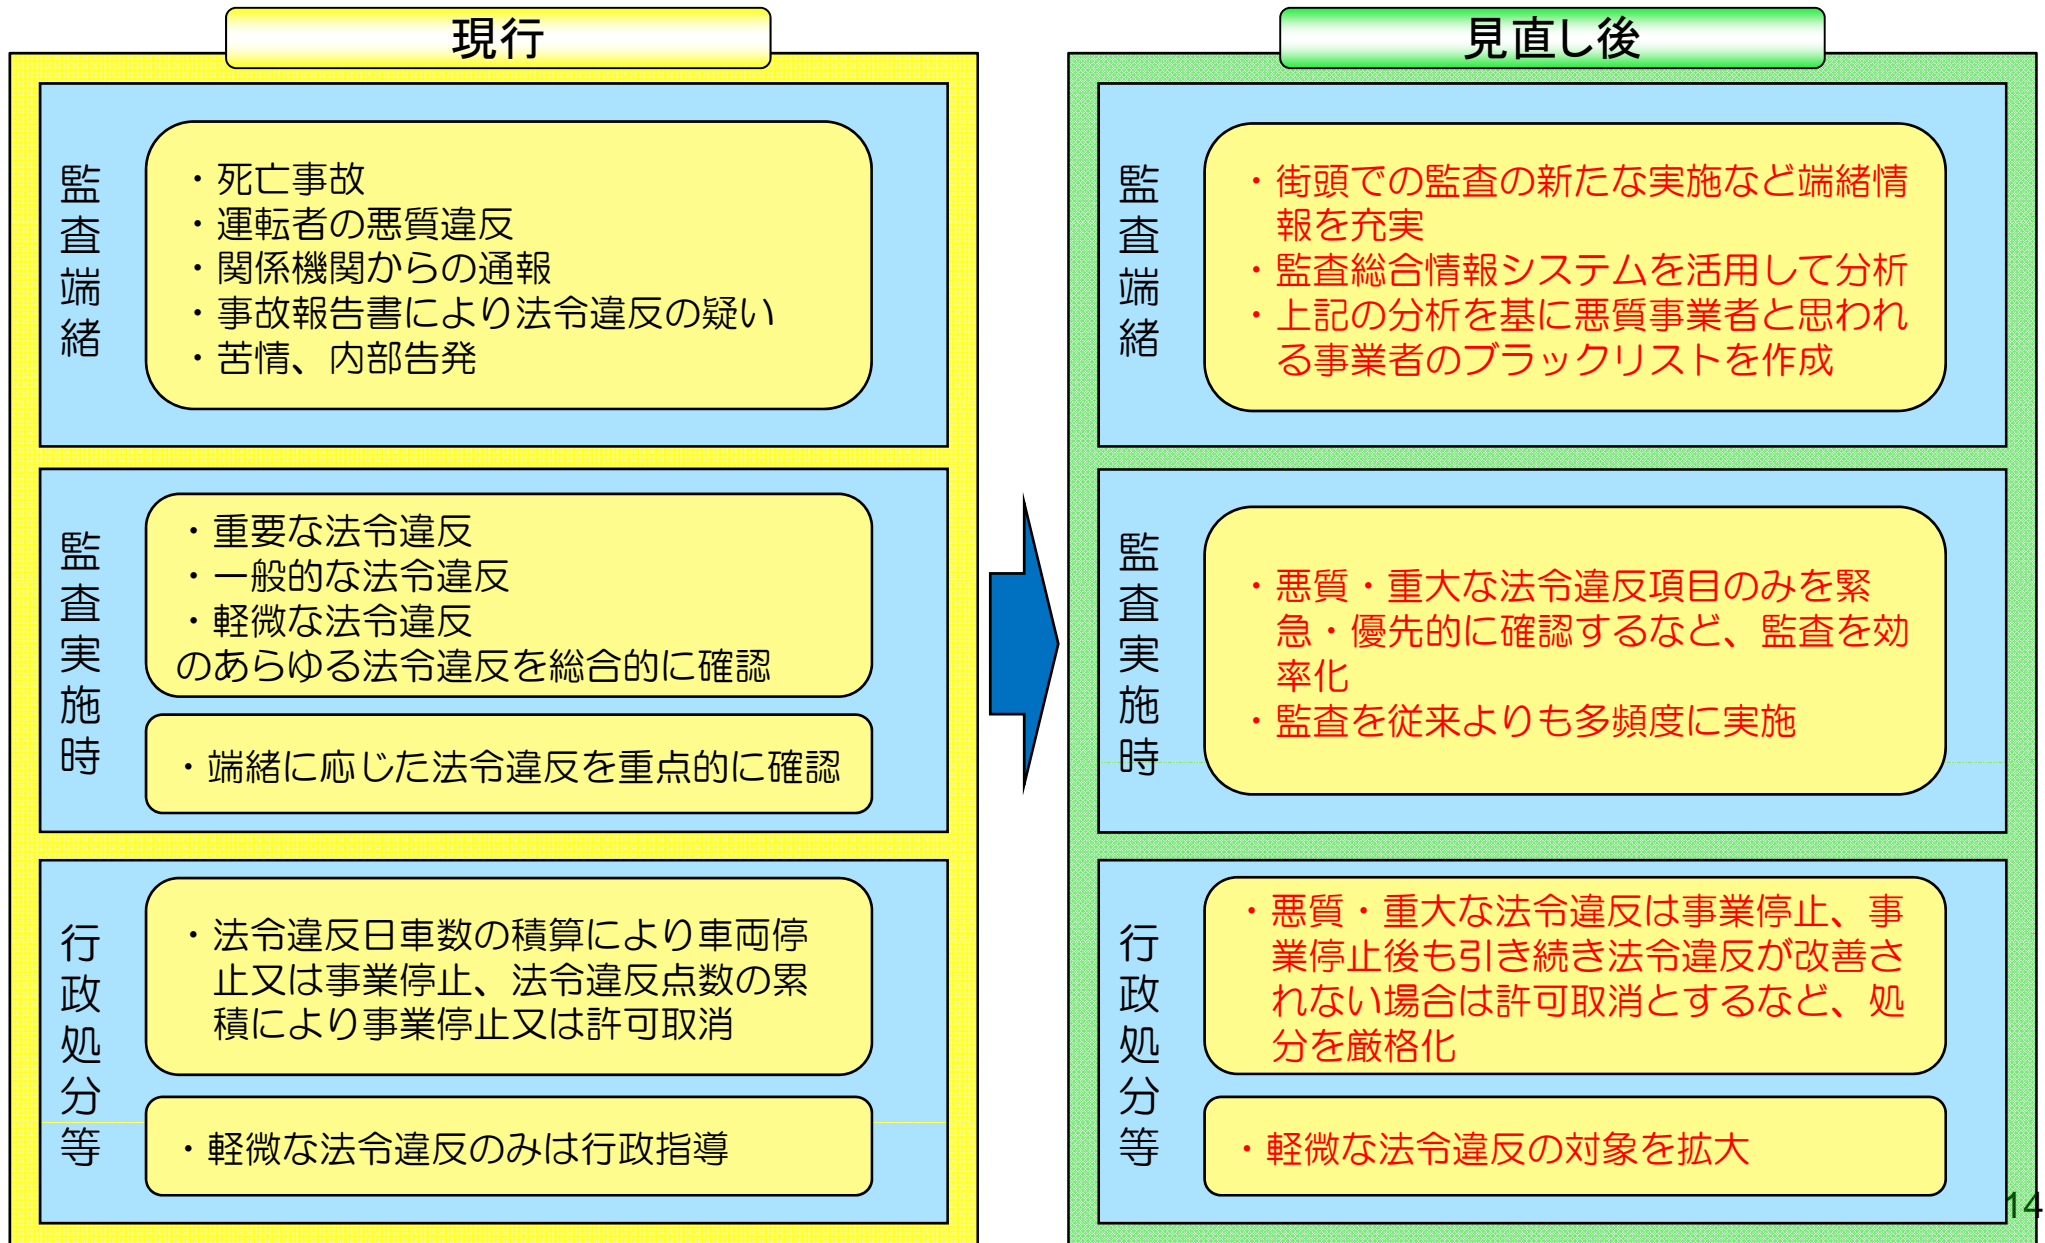 現行
監査端緒
・死亡事故
・運転者の悪質違反
・関係機関からの通報
・事故報告書により法令違反の疑い
・苦情、内部告発
監査実施時
・重要な法令違反
・一般的な法令違反
・軽微な法令違反
のあらゆる法令違反を総合的に確認
・端緒に応じた法令違反を重点的に確認
行政処分等
・法令違反日車数の積算により車両停
止又は事業停止、法令違反点数の累
積により事業停止又は許可取消
・軽微な法令違反のみは行政指導
見直し後
監査端緒
・街頭での監査の新たな実施など端緒情
報を充実
・監査総合情報システムを活用して分析
・上記の分析を基に悪質事業者と思われ
る事業者のブラックリストを作成
監査実施時
・悪質・重大な法令違反項目のみを緊
急・優先的に確認するなど、監査を効
率化
・監査を従来よりも多頻度に実施
行政処分等
・悪質・重大な法令違反は事業停止、事
業停止後も引き続き法令違反が改善さ
れない場合は許可取消とするなど、処
分を厳格化
・軽微な法令違反の対象を拡大
14